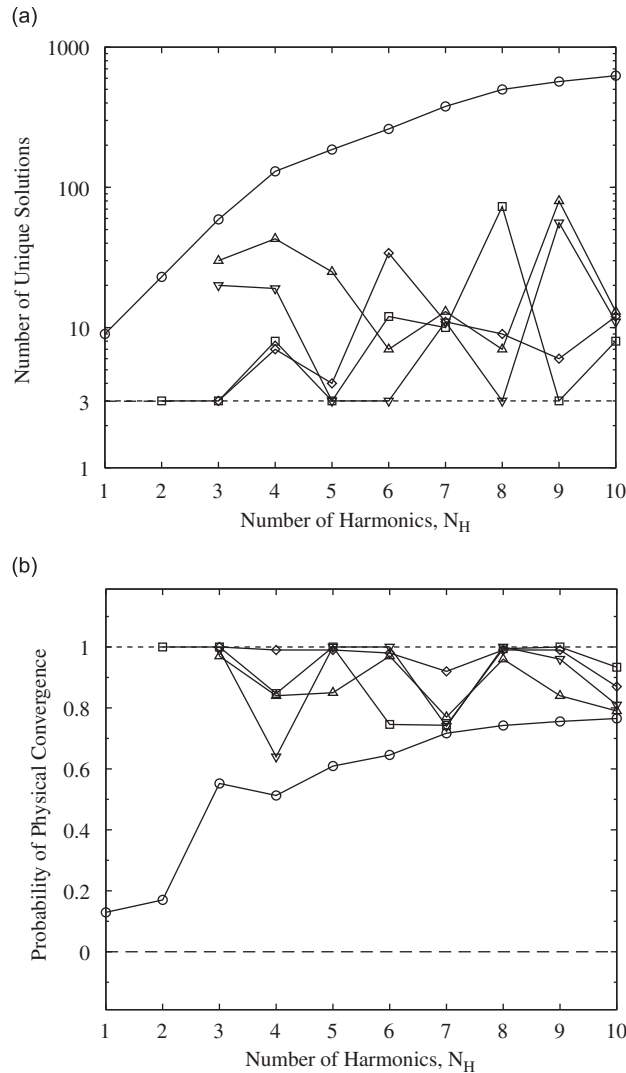 (a)
1000
100
10
3
1
Number of Unique Solutions
1 2 3 4 5 6 7 8 9 10
Number of Harmonics, N_H
(b)
1
0.8
0.6
0.4
0.2
0
Probability of Physical Convergence
1 2 3 4 5 6 7 8 9 10
Number of Harmonics, N_H